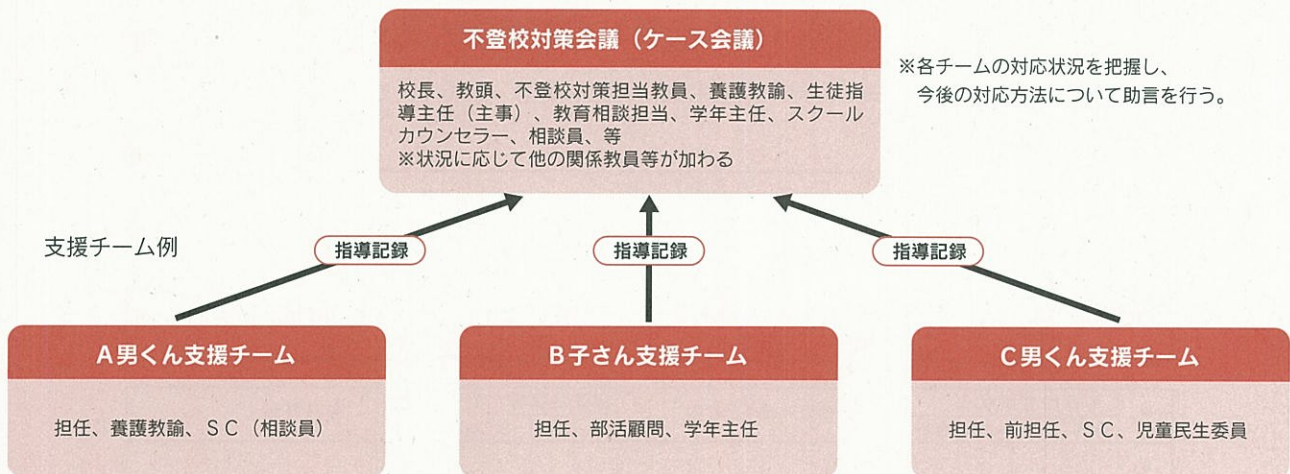 不登校対策会議（ケース会議）
校長、教頭、不登校対策担当教員、養護教諭、生徒指
導主任（主事）、教育相談担当、学年主任、スクール
カウンセラー、相談員、等
※状況に応じて他の関係教員等が加わる
※各チームの対応状況を把握し、
今後の対応方法について助言を行う。
支援チーム例
指導記録
指導記録
指導記録
A男くん支援チーム
担任、養護教諭、ＳＣ（相談員）
B子さん支援チーム
担任、部活顧問、学年主任
C男くん支援チーム
担任、前担任、ＳＣ、児童民生委員